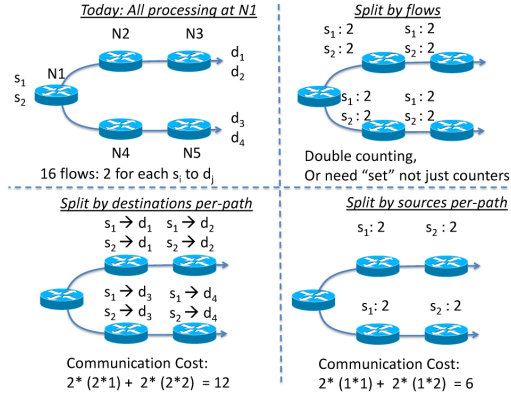 Today: All processing at N1
N2 N3
d1
d2
s1 N1
s2
d3
d4
N4 N5
16 flows: 2 for each si to dj
Split by flows
s1 : 2 s1 : 2
s2 : 2 s2 : 2
s1 : 2 s1 : 2
s2 : 2 s2 : 2
Double counting,
Or need “set” not just counters
Split by destinations per-path
s1 → d1 s1 → d2
s2 → d1 s2 → d2
s1 → d3 s1 → d4
s2 → d3 s2 → d4
Communication Cost:
2* (2*1) + 2* (2*2) = 12
Split by sources per-path
s1: 2 s2 : 2
s1: 2 s2 : 2
Communication Cost:
2* (1*1) + 2* (1*2) = 6